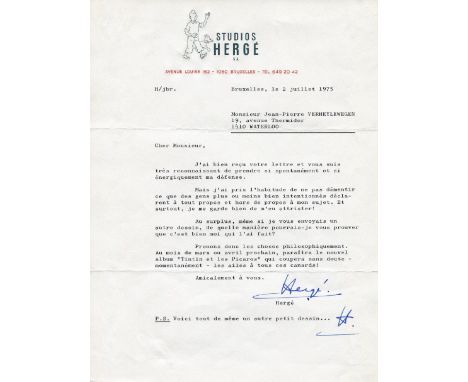 STUDIOS
HERGÉ
S.A.
AVENUE LOUISE 162 - 1050 BRUXELLES - TÉL 649 20 42
H/jbr.
Bruxelles, le 2 juillet 1975
Monsieur Jean-Pierre VERHEYLEWEGEN
19, avenue Thermidor
1410 WATERLOO
Cher Monsieur,
J'ai bien reçu votre lettre et vous suis
très reconnaissant de prendre si spontanément et si
énergiquement ma défense.
Mais j'ai pris l'habitude de ne pas démentir
ce que des gens plus ou moins bien intentionnés décla-
rent à tout propos et hors de propos à mon sujet. Et
surtout, je me garde bien de m'en attrister!
Au surplus, même si je vous envoyais un
autre dessin, de quelle manière pourrais-je vous prouver
que c'est bien moi qui l'ai fait?
Prenons donc les choses philosophiquement.
Au mois de mars ou avril prochain, paraîtra le nouvel
album "Tintin et les Picaros" qui coupera sans doute -
momentanément - les ailes à tous ces canards!
Amicalement à vous.
Hergé.
Hergé
P.S. Voici tout de même un autre petit dessin...
H.